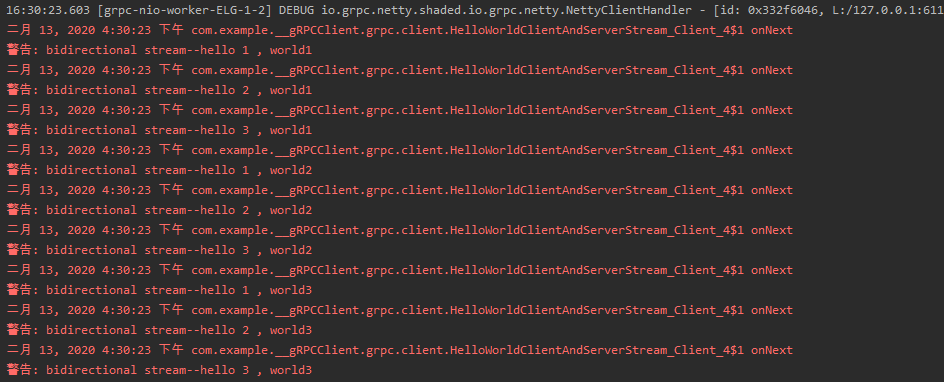 16:30:23.603 [grpc-nio-worker-ELG-1-2] DEBUG io.grpc.netty.shaded.io.grpc.netty.NettyClientHandler - [id: 0x332f6046, L:/127.0.0.1:611
二月 13, 2020 4:30:23 下午 com.example.__gRPCClient.grpc.client.HelloWorldClientAndServerStream_Client_4$1 onNext
警告: bidirectional stream--hello 1 , world1
二月 13, 2020 4:30:23 下午 com.example.__gRPCClient.grpc.client.HelloWorldClientAndServerStream_Client_4$1 onNext
警告: bidirectional stream--hello 2 , world1
二月 13, 2020 4:30:23 下午 com.example.__gRPCClient.grpc.client.HelloWorldClientAndServerStream_Client_4$1 onNext
警告: bidirectional stream--hello 3 , world1
二月 13, 2020 4:30:23 下午 com.example.__gRPCClient.grpc.client.HelloWorldClientAndServerStream_Client_4$1 onNext
警告: bidirectional stream--hello 1 , world2
二月 13, 2020 4:30:23 下午 com.example.__gRPCClient.grpc.client.HelloWorldClientAndServerStream_Client_4$1 onNext
警告: bidirectional stream--hello 2 , world2
二月 13, 2020 4:30:23 下午 com.example.__gRPCClient.grpc.client.HelloWorldClientAndServerStream_Client_4$1 onNext
警告: bidirectional stream--hello 3 , world2
二月 13, 2020 4:30:23 下午 com.example.__gRPCClient.grpc.client.HelloWorldClientAndServerStream_Client_4$1 onNext
警告: bidirectional stream--hello 1 , world3
二月 13, 2020 4:30:23 下午 com.example.__gRPCClient.grpc.client.HelloWorldClientAndServerStream_Client_4$1 onNext
警告: bidirectional stream--hello 2 , world3
二月 13, 2020 4:30:23 下午 com.example.__gRPCClient.grpc.client.HelloWorldClientAndServerStream_Client_4$1 onNext
警告: bidirectional stream--hello 3 , world3